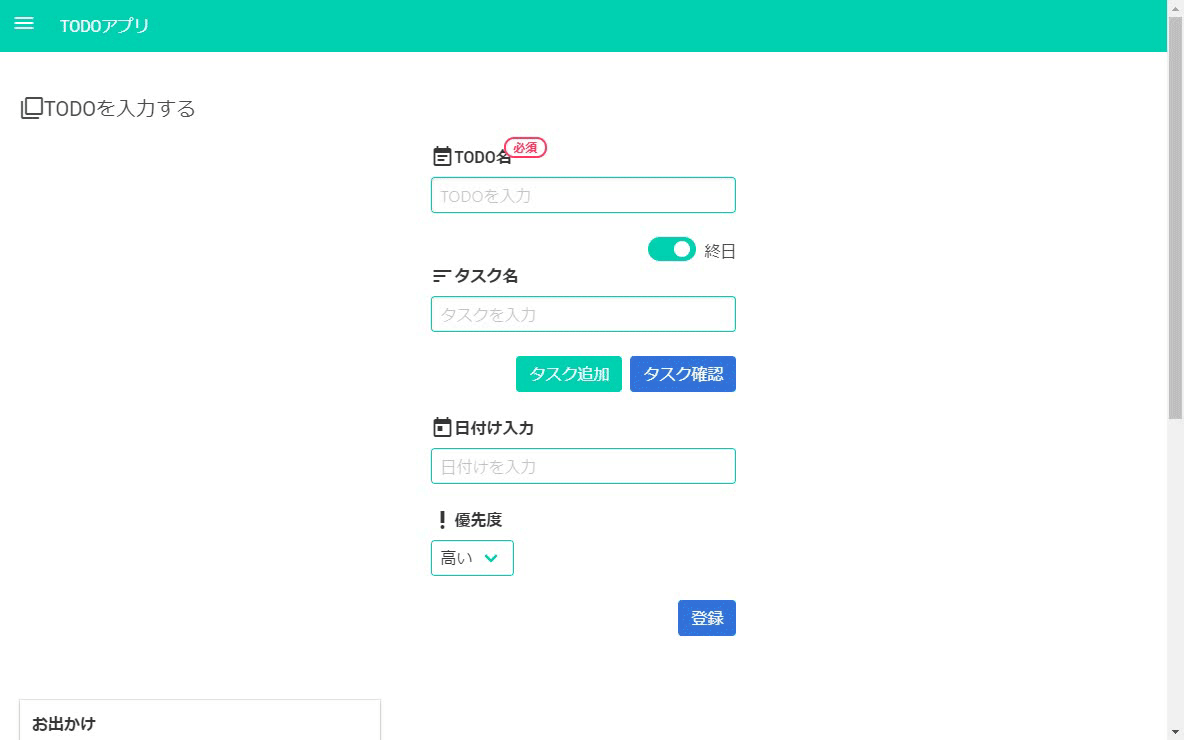 TODOアプリ
TODOを入力する
TODO名 必須
TODOを入力
終日
タスク名
タスクを入力
タスク追加 タスク確認
日付け入力
日付けを入力
優先度
高い
登録
お出かけ